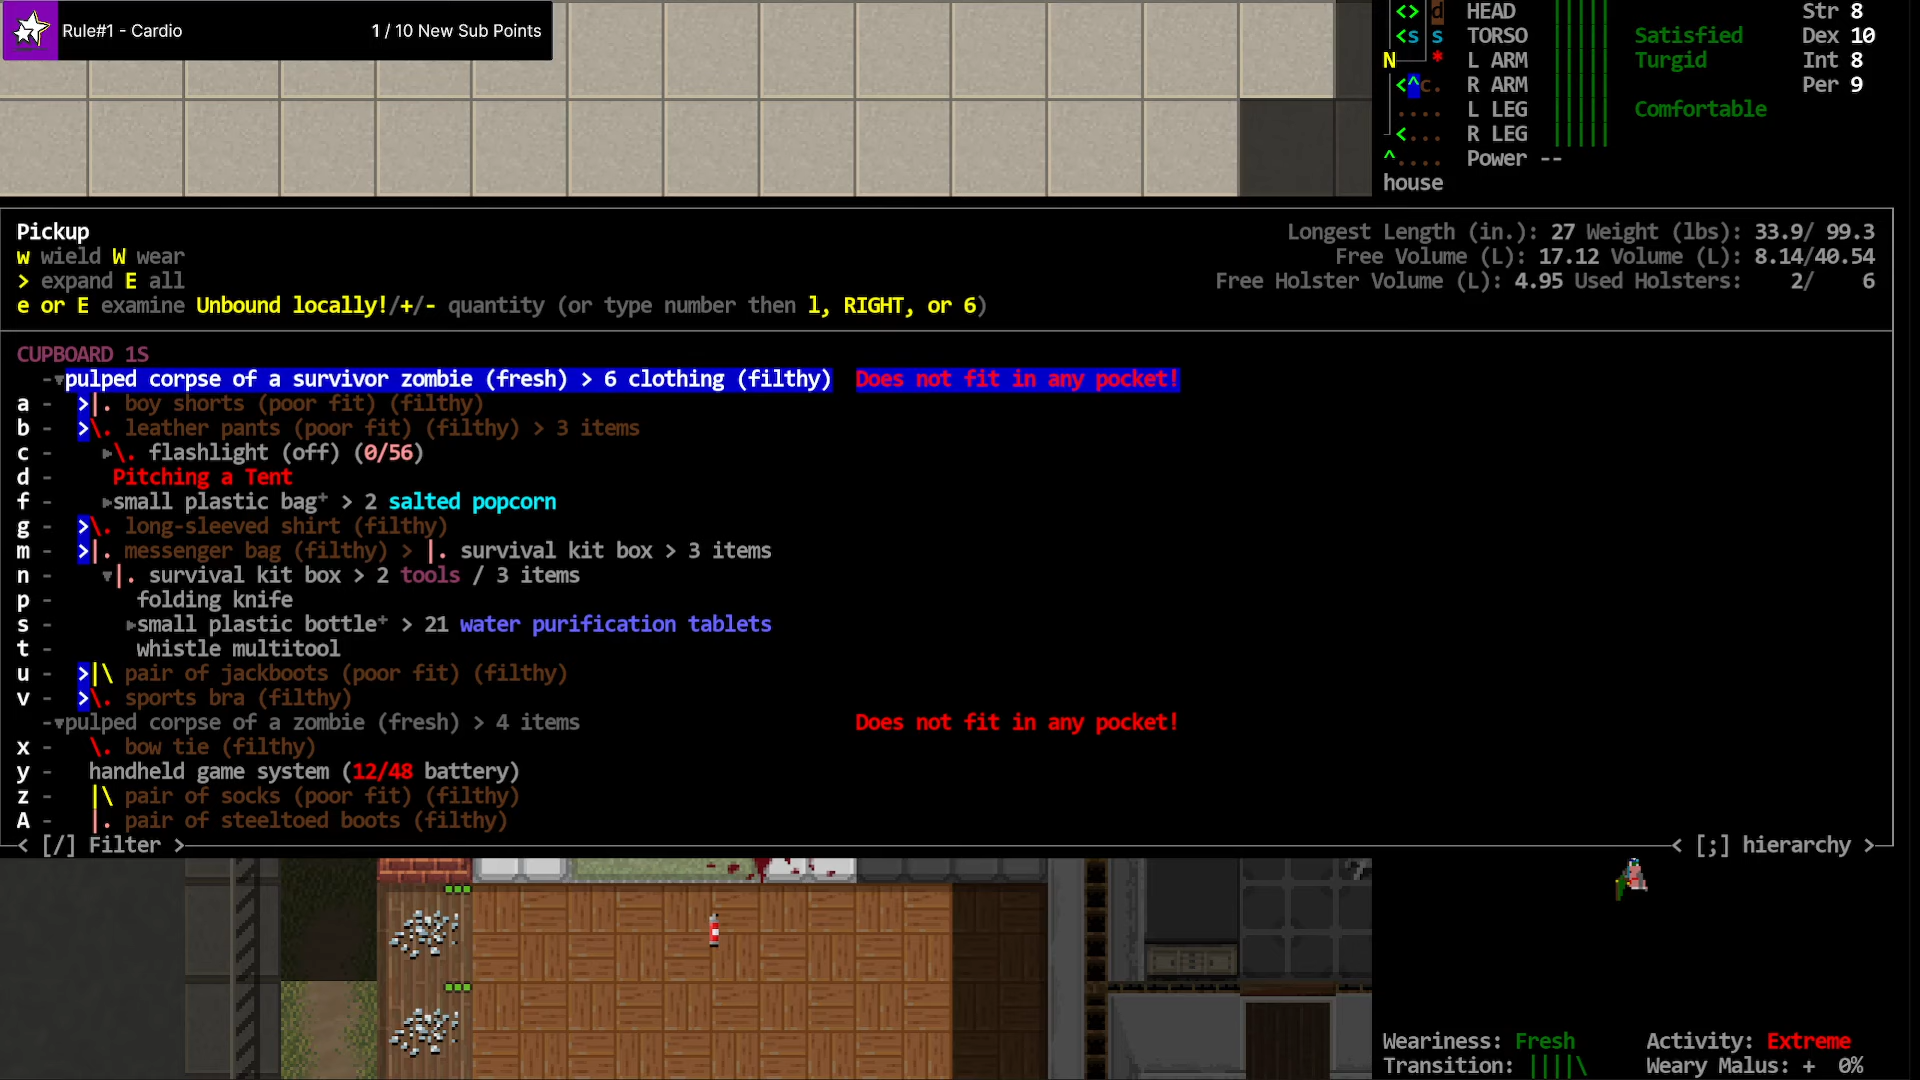 Rule#1 - Cardio 1 / 10 New Sub Points
<> d HEAD ||||| Str 8
<s s TORSO ||||| Satisfied Dex 10
N * L ARM ||||| Turgid Int 8
<^c. R ARM ||||| Per 9
.... L LEG ||||| Comfortable
<... R LEG |||||
^.... Power --
house
Pickup Longest Length (in.): 27 Weight (lbs): 33.9/ 99.3
w wield W wear Free Volume (L): 17.12 Volume (L): 8.14/40.54
> expand E all Free Holster Volume (L): 4.95 Used Holsters: 2/ 6
e or E examine Unbound locally!/+/- quantity (or type number then l, RIGHT, or 6)
CUPBOARD 1S
-▾pulped corpse of a survivor zombie (fresh) > 6 clothing (filthy) Does not fit in any pocket!
a - >|. boy shorts (poor fit) (filthy)
b - >\. leather pants (poor fit) (filthy) > 3 items
c - ▸\. flashlight (off) (0/56)
d - Pitching a Tent
f - ▸small plastic bag⁺ > 2 salted popcorn
g - >\. long-sleeved shirt (filthy)
m - >|. messenger bag (filthy) > |. survival kit box > 3 items
n - ▾|. survival kit box > 2 tools / 3 items
p - folding knife
s - ▸small plastic bottle⁺ > 21 water purification tablets
t - whistle multitool
u - >|\ pair of jackboots (poor fit) (filthy)
v - >\. sports bra (filthy)
-▾pulped corpse of a zombie (fresh) > 4 items Does not fit in any pocket!
x - \. bow tie (filthy)
y - handheld game system (12/48 battery)
z - |\ pair of socks (poor fit) (filthy)
A - |. pair of steeltoed boots (filthy)
< [/] Filter > < [;] hierarchy >
Weariness: Fresh Activity: Extreme
Transition: ||||\ Weary Malus: + 0%